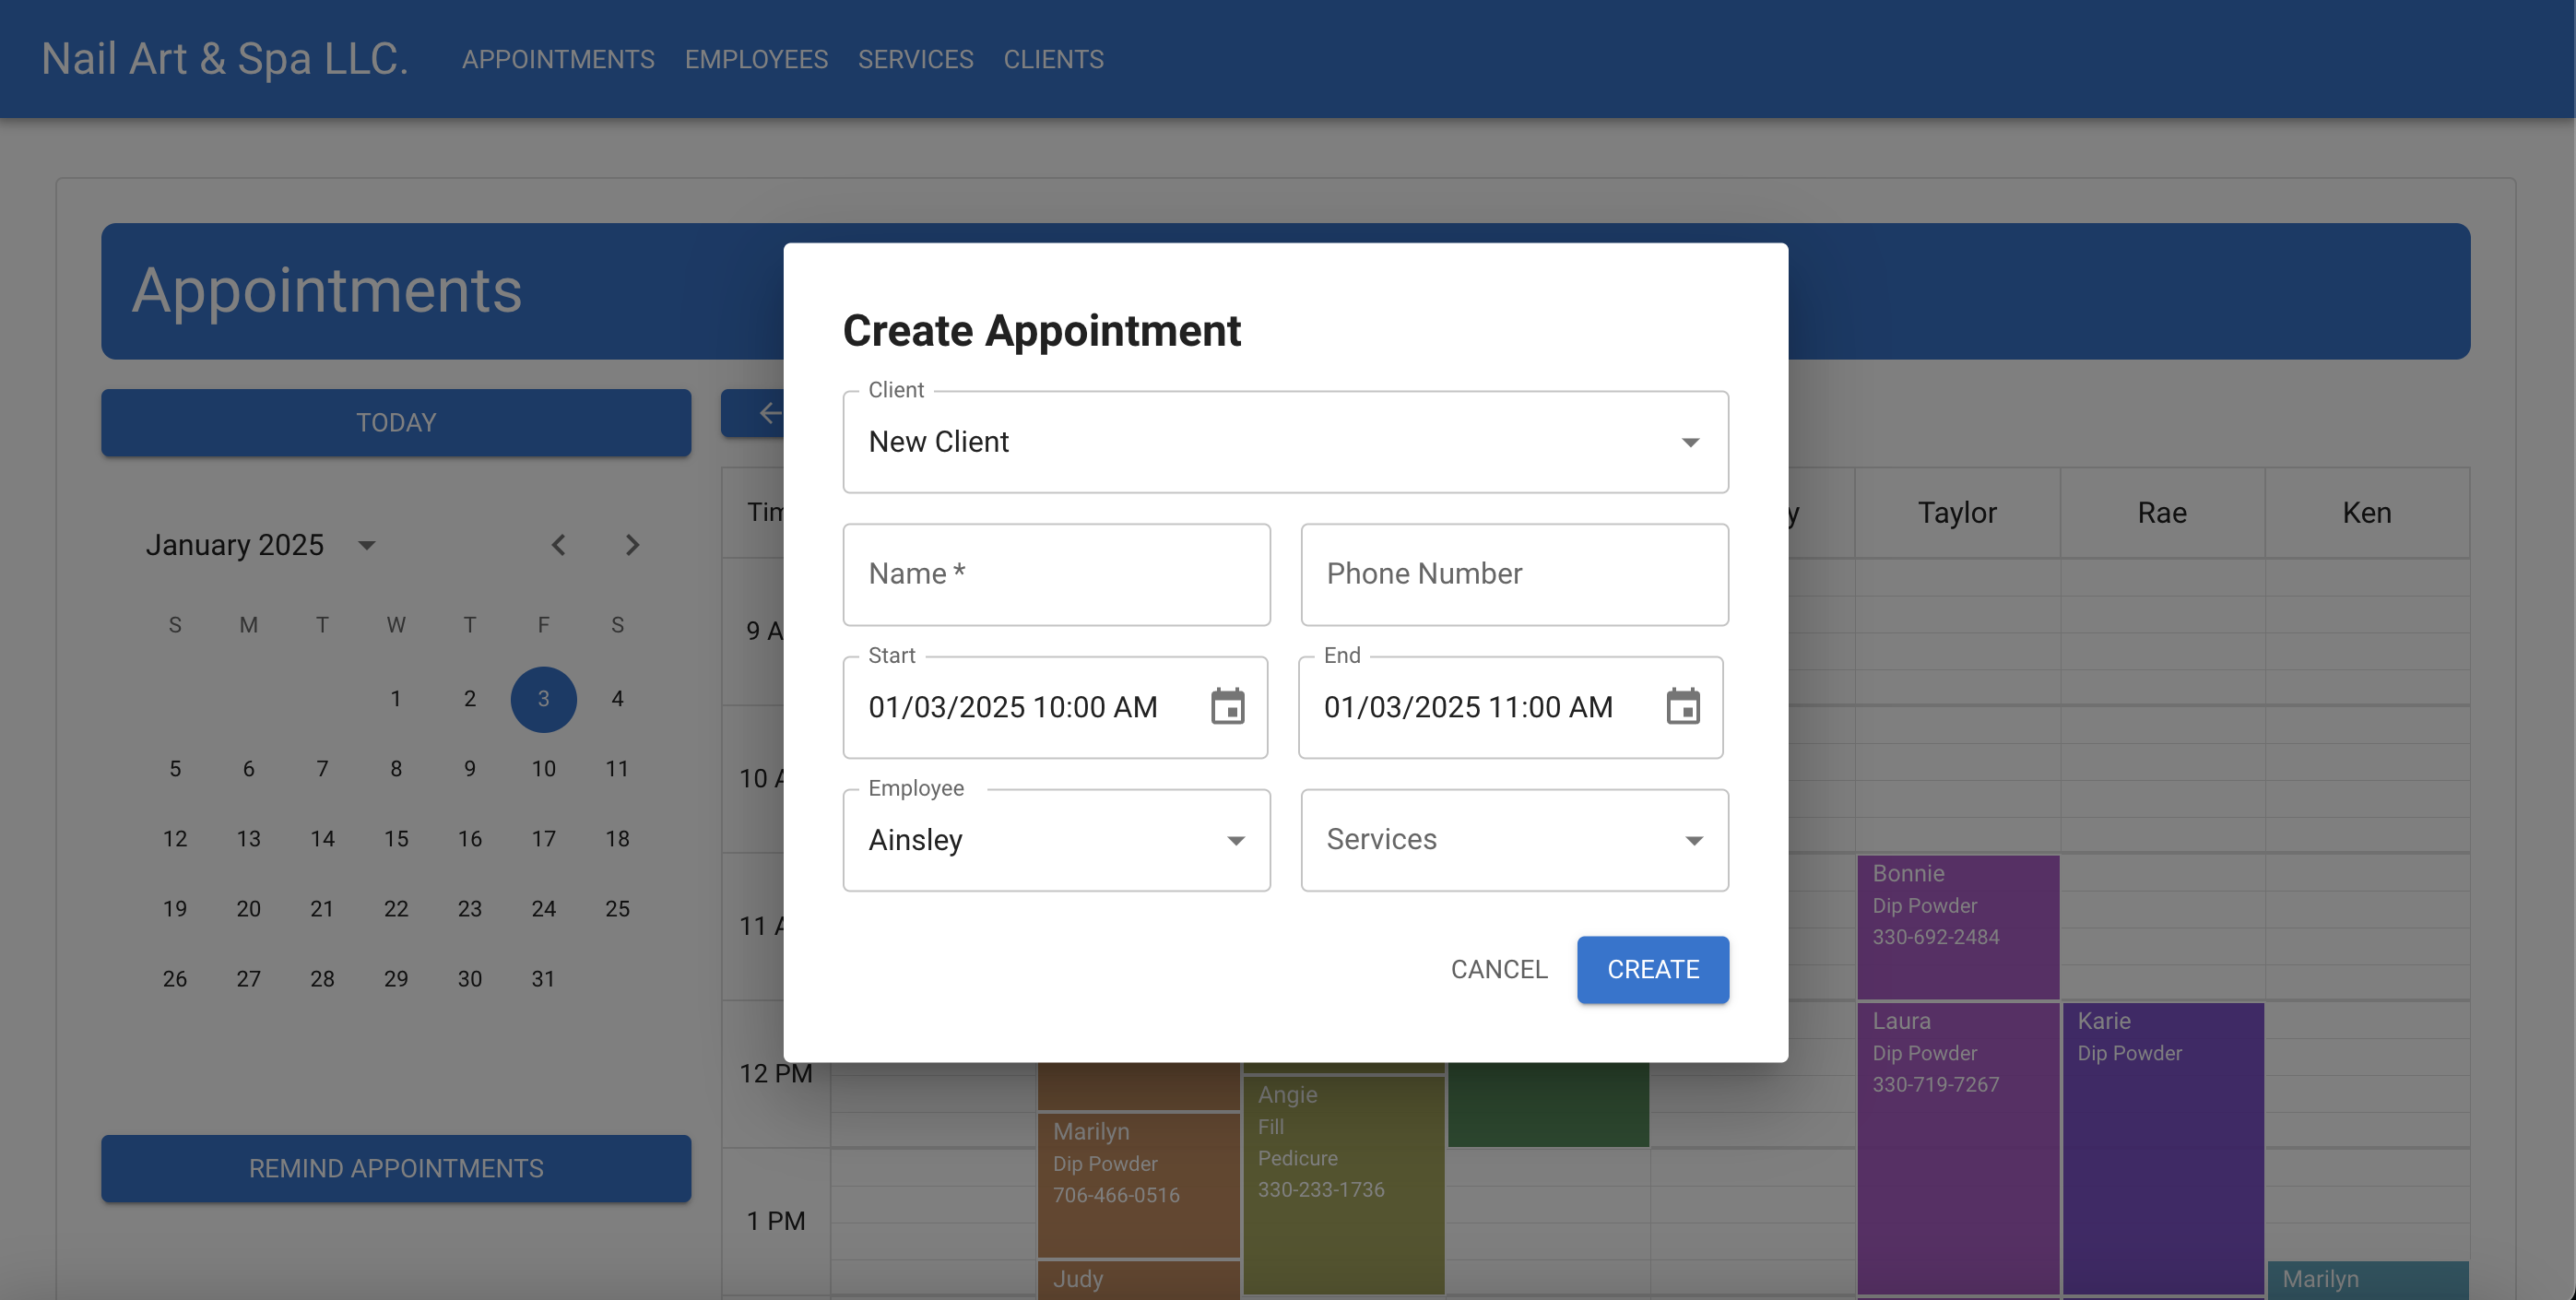 Nail Art & Spa LLC. APPOINTMENTS EMPLOYEES SERVICES CLIENTS
Appointments
TODAY
January 2025
S M T W T F S
1 2 3 4
5 6 7 8 9 10 11
12 13 14 15 16 17 18
19 20 21 22 23 24 25
26 27 28 29 30 31
REMIND APPOINTMENTS
Create Appointment
Client
New Client
Name *
Phone Number
Start
01/03/2025 10:00 AM
End
01/03/2025 11:00 AM
Employee
Ainsley
Services
CANCEL
CREATE
Taylor
Rae
Ken
9 A
10 A
11 A
12 PM
1 PM
Marilyn
Dip Powder
706-466-0516
Judy
Angie
Fill
Pedicure
330-233-1736
Bonnie
Dip Powder
330-692-2484
Laura
Dip Powder
330-719-7267
Karie
Dip Powder
Marilyn